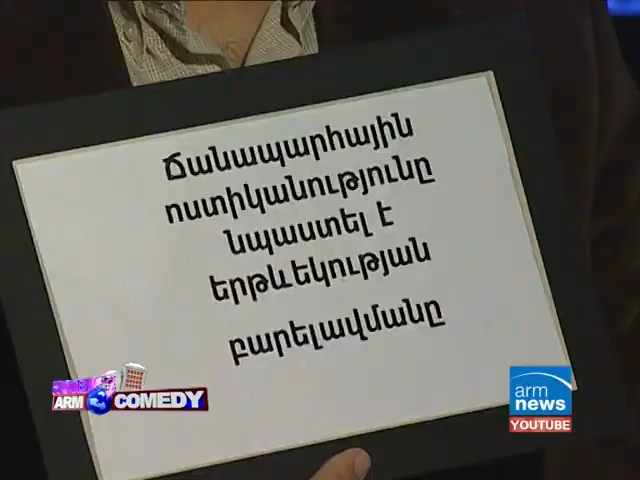 Ճանապարհային
ոստիկանությունը
նպաստել է
երթևեկության
բարելավմանը
ARM COMEDY
arm
news
YOUTUBE